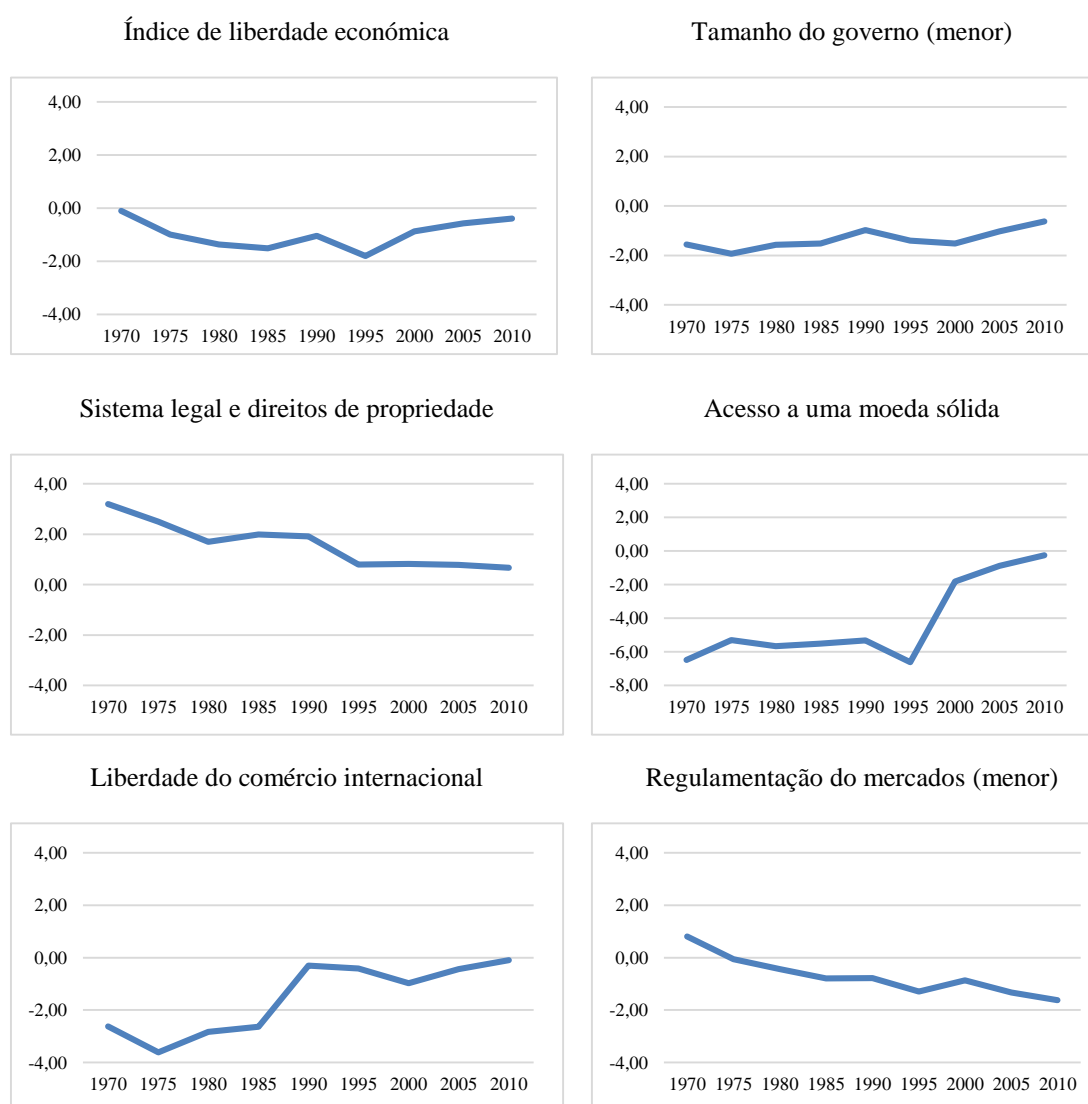 Índice de liberdade económica
4,00
2,00
0,00
-2,00
-4,00
1970 1975 1980 1985 1990 1995 2000 2005 2010
Tamanho do governo (menor)
4,00
2,00
0,00
-2,00
-4,00
1970 1975 1980 1985 1990 1995 2000 2005 2010
Sistema legal e direitos de propriedade
4,00
2,00
0,00
-2,00
-4,00
1970 1975 1980 1985 1990 1995 2000 2005 2010
Acesso a uma moeda sólida
4,00
2,00
0,00
-2,00
-4,00
-6,00
-8,00
1970 1975 1980 1985 1990 1995 2000 2005 2010
Liberdade do comércio internacional
4,00
2,00
0,00
-2,00
-4,00
1970 1975 1980 1985 1990 1995 2000 2005 2010
Regulamentação do mercados (menor)
4,00
2,00
0,00
-2,00
-4,00
1970 1975 1980 1985 1990 1995 2000 2005 2010